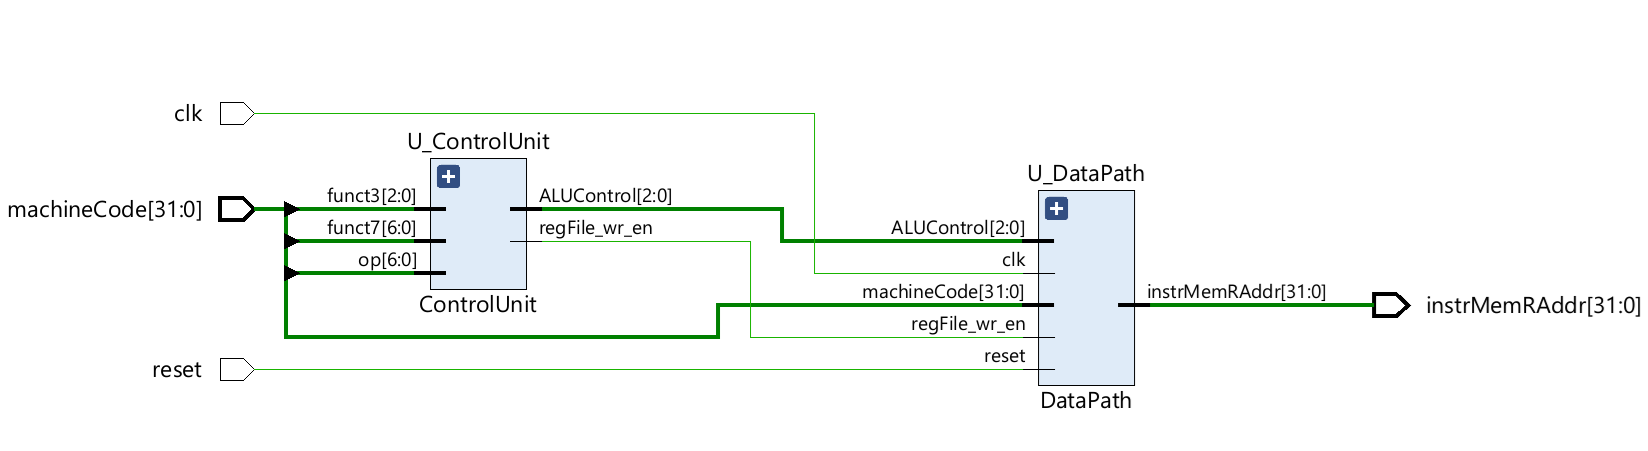 clk
U_ControlUnit
machineCode[31:0]
funct3[2:0]
funct7[6:0]
op[6:0]
ALUControl[2:0]
regFile_wr_en
ControlUnit
reset
U_DataPath
ALUControl[2:0]
clk
machineCode[31:0]
regFile_wr_en
reset
instrMemRAddr[31:0]
DataPath
instrMemRAddr[31:0]